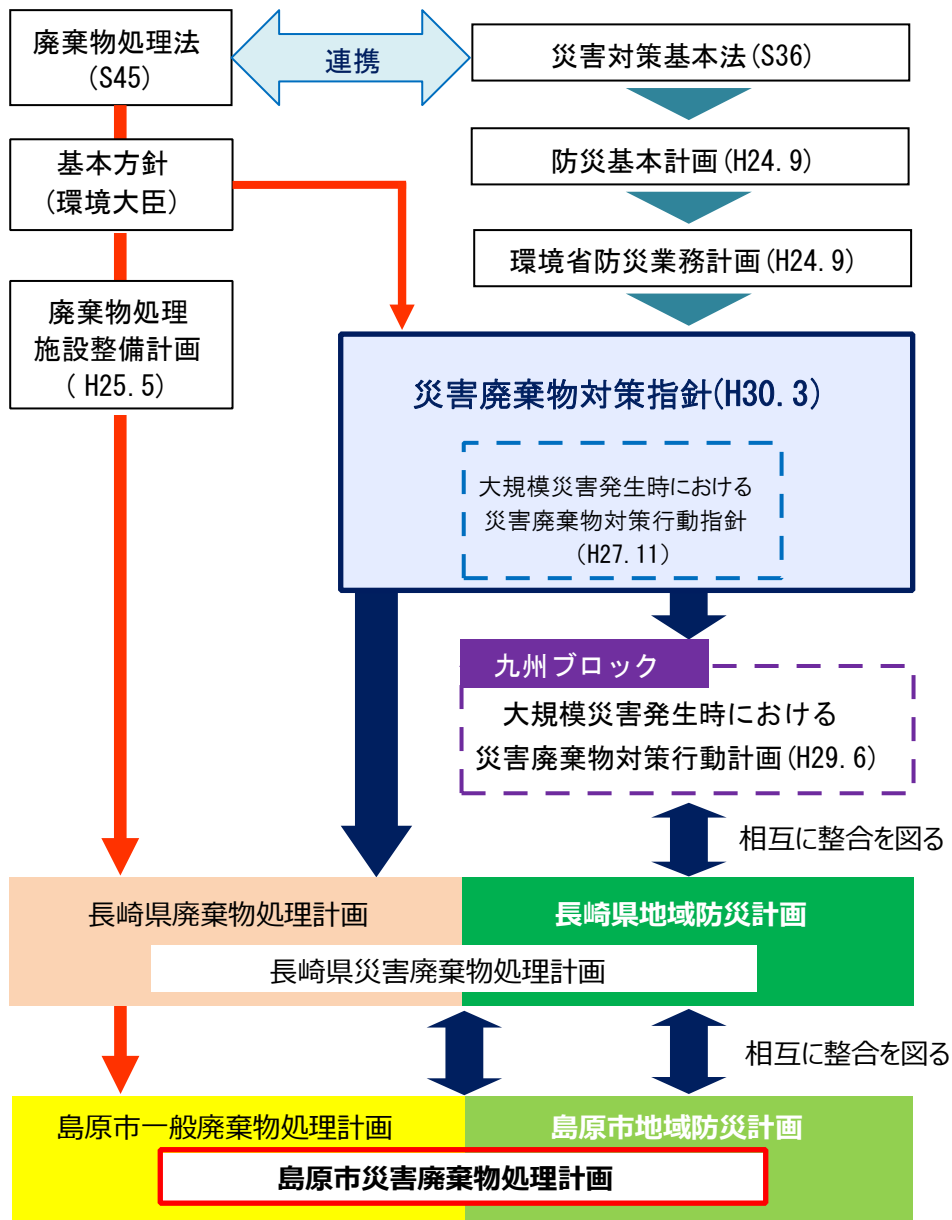 廃棄物処理法
(S45)
連携
災害対策基本法(S36)
基本方針
(環境大臣)
防災基本計画(H24.9)
環境省防災業務計画(H24.9)
廃棄物処理
施設整備計画
( H25.5)
災害廃棄物対策指針(H30.3)
大規模災害発生時における
災害廃棄物対策行動指針
(H27.11)
九州ブロック
大規模災害発生時における
災害廃棄物対策行動計画(H29.6)
相互に整合を図る
長崎県廃棄物処理計画
長崎県地域防災計画
長崎県災害廃棄物処理計画
相互に整合を図る
島原市一般廃棄物処理計画
島原市地域防災計画
島原市災害廃棄物処理計画